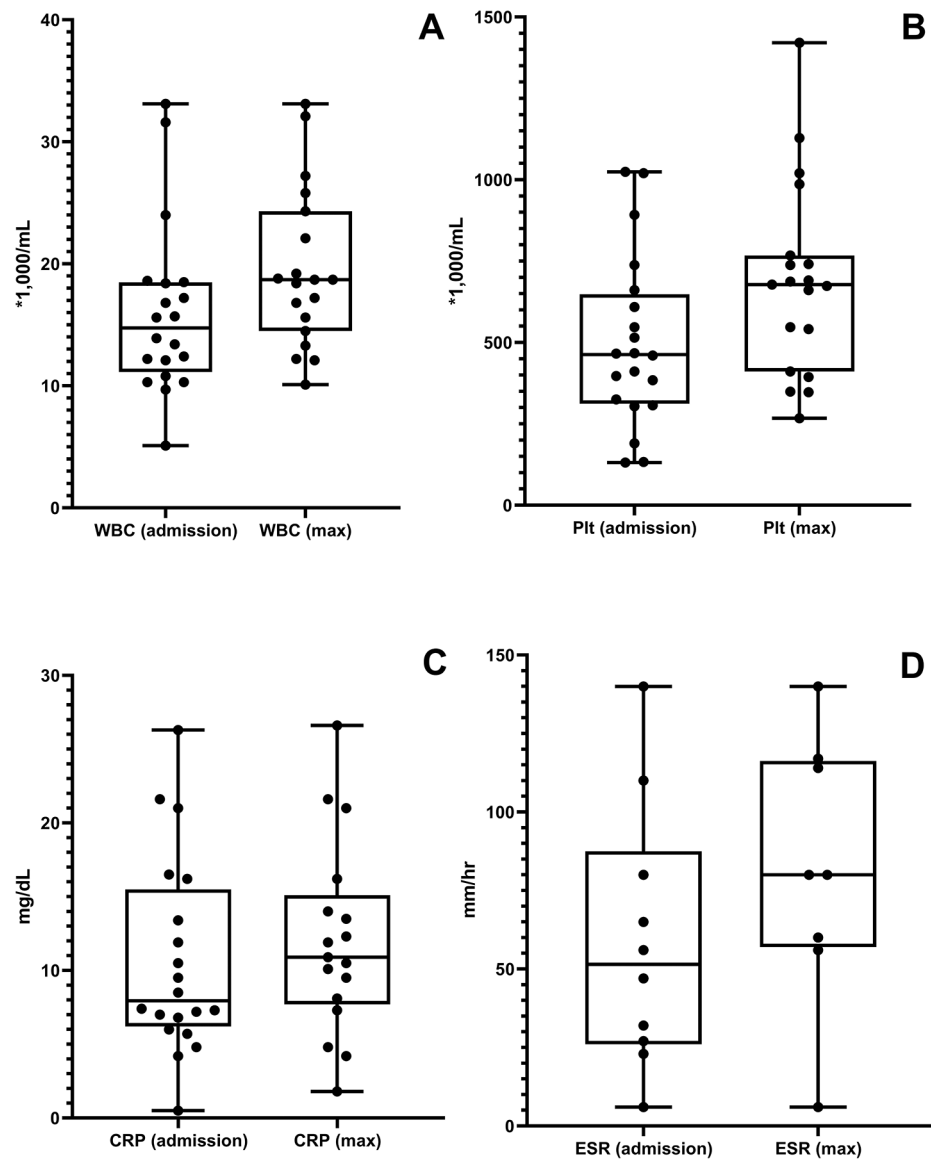 A
40
30
20
10
0
*1,000/mL
WBC (admission) WBC (max)
B
1500
1000
500
0
*1,000/mL
Plt (admission) Plt (max)
C
30
20
10
0
mg/dL
CRP (admission) CRP (max)
D
150
100
50
0
mm/hr
ESR (admission) ESR (max)